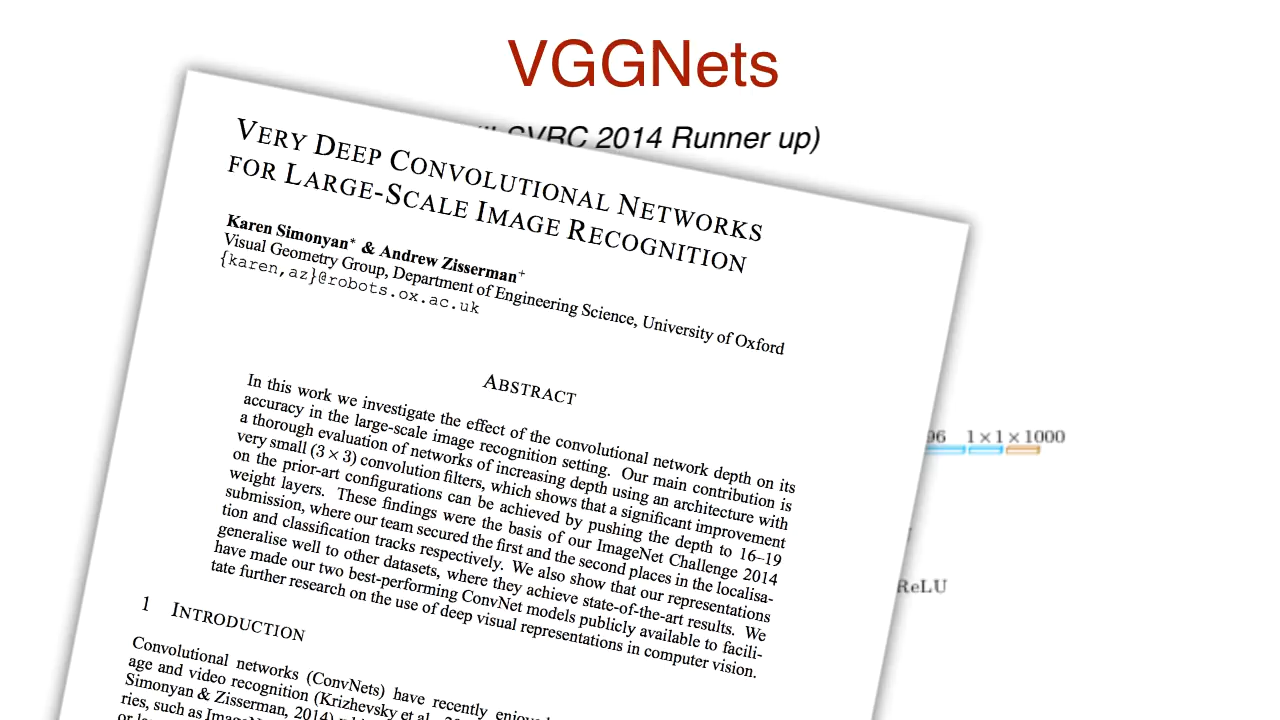 VGGNets
SVRC 2014 Runner up)
VERY DEEP CONVOLUTIONAL NETWORKS
FOR LARGE-SCALE IMAGE RECOGNITION
Karen Simonyan* & Andrew Zisserman+
Visual Geometry Group, Department of Engineering Science, University of Oxford
{karen,az}@robots.ox.ac.uk
ABSTRACT
In this work we investigate the effect of the convolutional network depth on its
accuracy in the large-scale image recognition setting. Our main contribution is
a thorough evaluation of networks of increasing depth using an architecture with
very small (3 × 3) convolution filters, which shows that a significant improvement
on the prior-art configurations can be achieved by pushing the depth to 16–19
weight layers. These findings were the basis of our ImageNet Challenge 2014
submission, where our team secured the first and the second places in the localisa-
tion and classification tracks respectively. We also show that our representations
generalise well to other datasets, where they achieve state-of-the-art results. We
have made our two best-performing ConvNet models publicly available to facili-
tate further research on the use of deep visual representations in computer vision.
96 1×1×1000
ReLU
1 INTRODUCTION
Convolutional networks (ConvNets) have recently
age and video recognition (Krizhevsky et al.,
Simonyan & Zisserman, 2014)
ries, such as